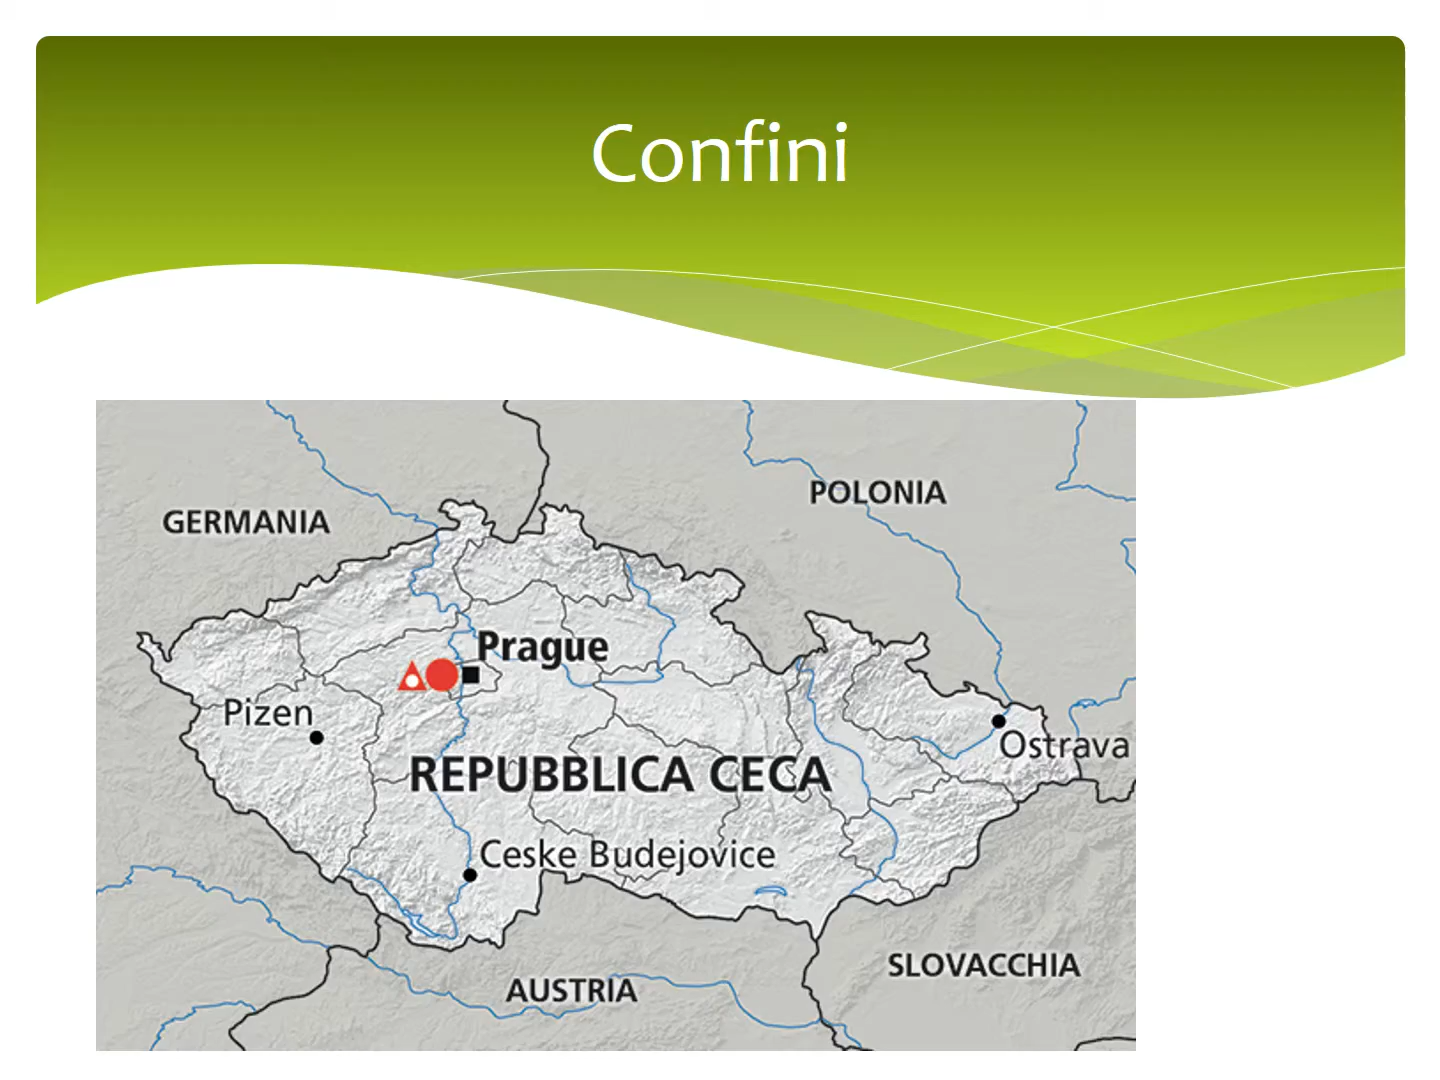 Confini
POLONIA
GERMANIA
Prague
Pizen
Ostrava
REPUBBLICA CECA
Ceske Budejovice
SLOVACCHIA
AUSTRIA